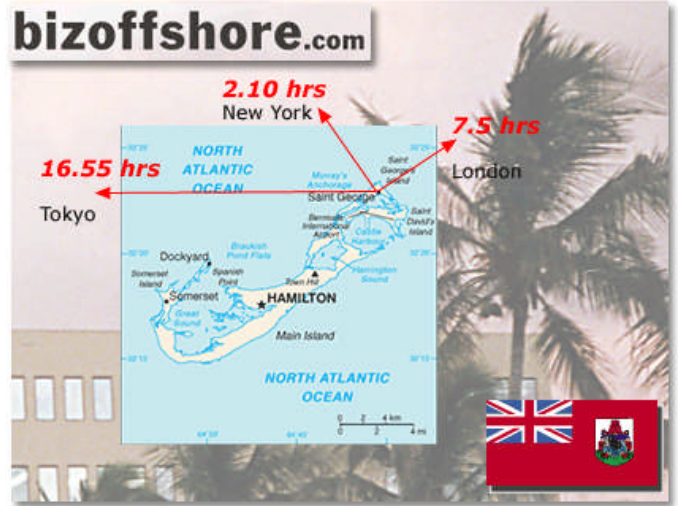 bizoffshore.com
2.10 hrs
New York
7.5 hrs
London
16.55 hrs
Tokyo
NORTH
ATLANTIC
OCEAN
Murray's
Anchorage
Saint
George's
Island
Saint George
Bermuda
International
Airport
Castle
Harbour
Saint
David's
Island
Dockyard
Brackish
Pond Flats
Harrington
Sound
Somerset
Island
Spanish
Point
Town Hill
Somerset
HAMILTON
Great
Sound
Main Island
NORTH ATLANTIC
OCEAN
0 2 4 km
0 2 4 mi